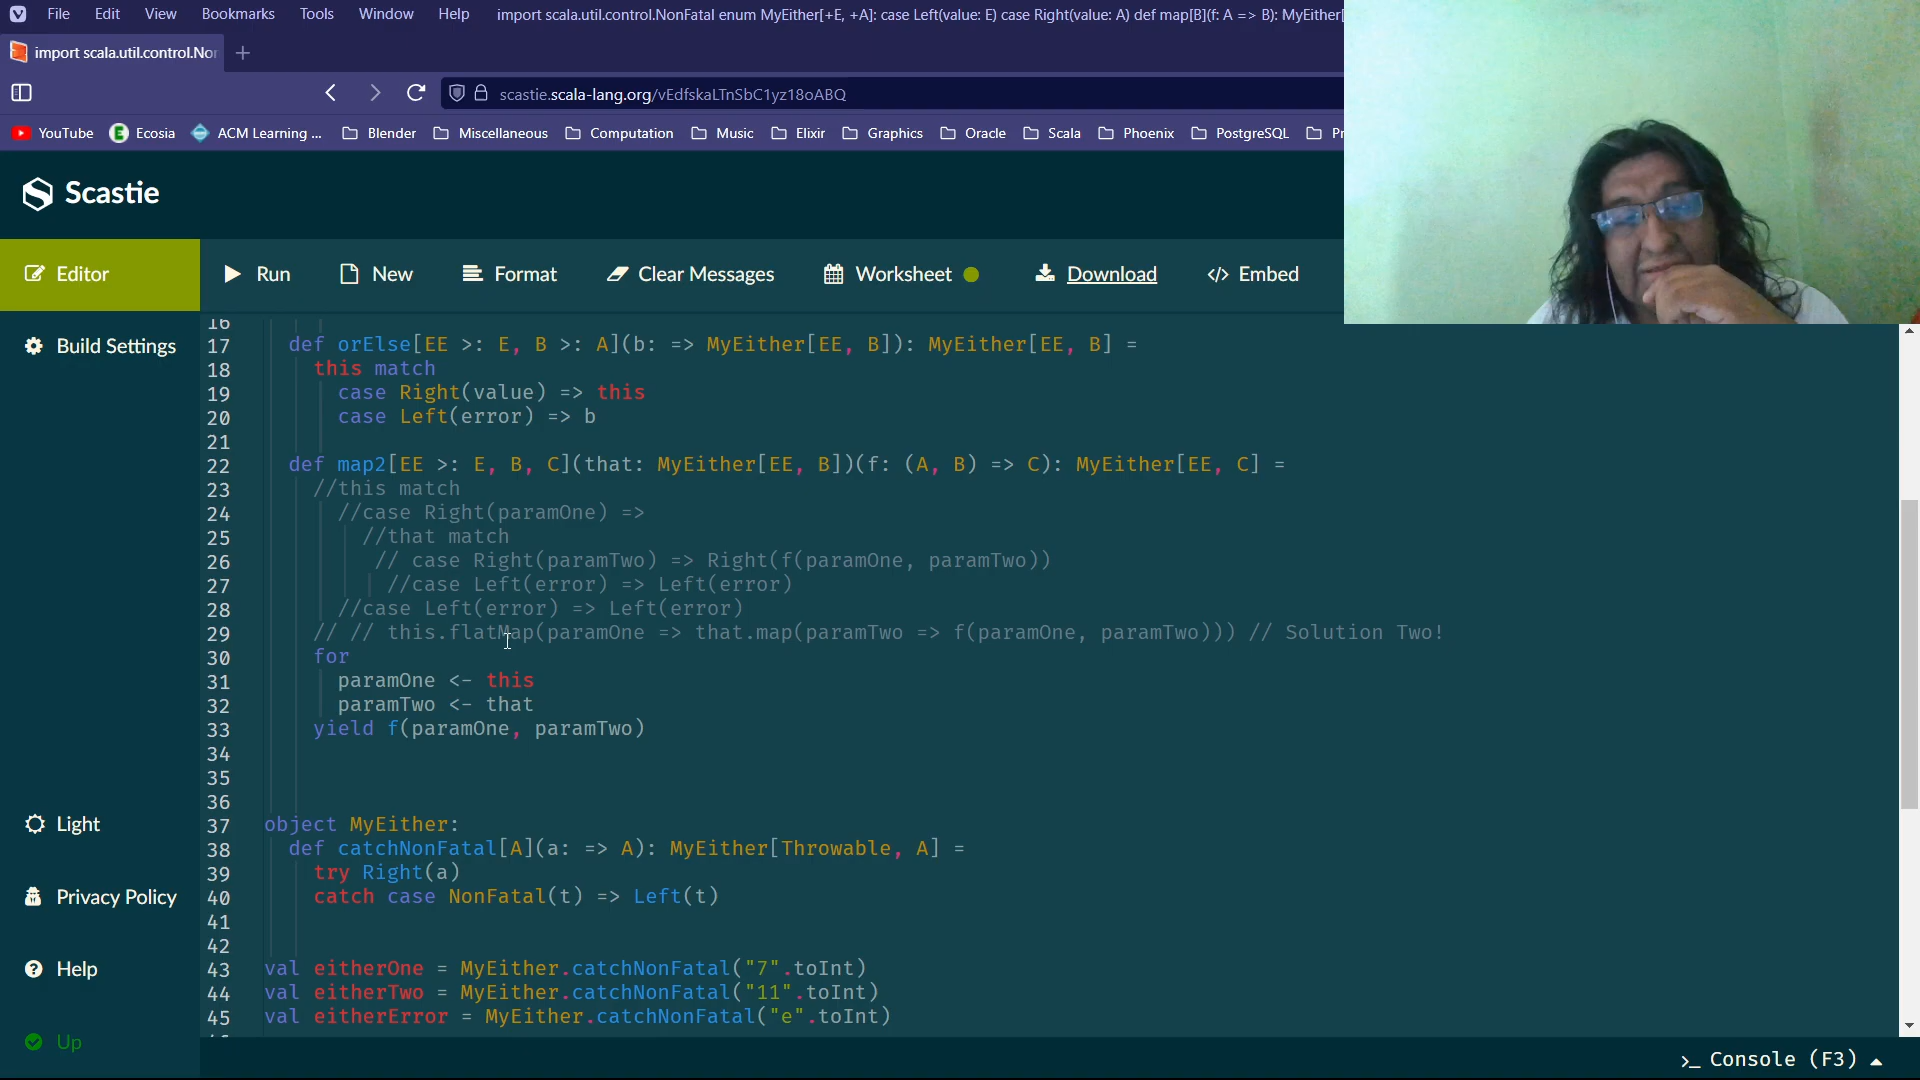 File Edit View Bookmarks Tools Window Help import scala.util.control.NonFatal enum MyEither[+E, +A]: case Left(value: E) case Right(value: A) def map[B](f: A => B): MyEither[
import scala.util.control.Non
scastie.scala-lang.org/vEdfskaLTnSbC1yz18oABQ
YouTube Ecosia ACM Learning ... Blender Miscellaneous Computation Music Elixir Graphics Oracle Scala Phoenix PostgreSQL Pr
Scastie
Editor Run New Format Clear Messages Worksheet Download </> Embed
Build Settings
Light
Privacy Policy
Help
Up
16
17 def orElse[EE >: E, B >: A](b: => MyEither[EE, B]): MyEither[EE, B] =
18 this match
19 case Right(value) => this
20 case Left(error) => b
21
22 def map2[EE >: E, B, C](that: MyEither[EE, B])(f: (A, B) => C): MyEither[EE, C] =
23 //this match
24 //case Right(paramOne) =>
25 //that match
26 // case Right(paramTwo) => Right(f(paramOne, paramTwo))
27 //case Left(error) => Left(error)
28 //case Left(error) => Left(error)
29 // // this.flatMap(paramOne => that.map(paramTwo => f(paramOne, paramTwo))) // Solution Two!
30 for
31 paramOne <- this
32 paramTwo <- that
33 yield f(paramOne, paramTwo)
34
35
36
37 object MyEither:
38 def catchNonFatal[A](a: => A): MyEither[Throwable, A] =
39 try Right(a)
40 catch case NonFatal(t) => Left(t)
41
42
43 val eitherOne = MyEither.catchNonFatal("7".toInt)
44 val eitherTwo = MyEither.catchNonFatal("11".toInt)
45 val eitherError = MyEither.catchNonFatal("e".toInt)
>_ Console (F3)